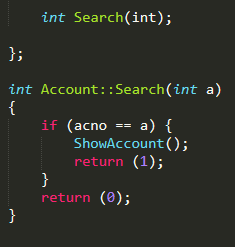 int Search(int);
};
int Account::Search(int a)
{
if (acno == a) {
ShowAccount();
return (1);
}
return (0);
}